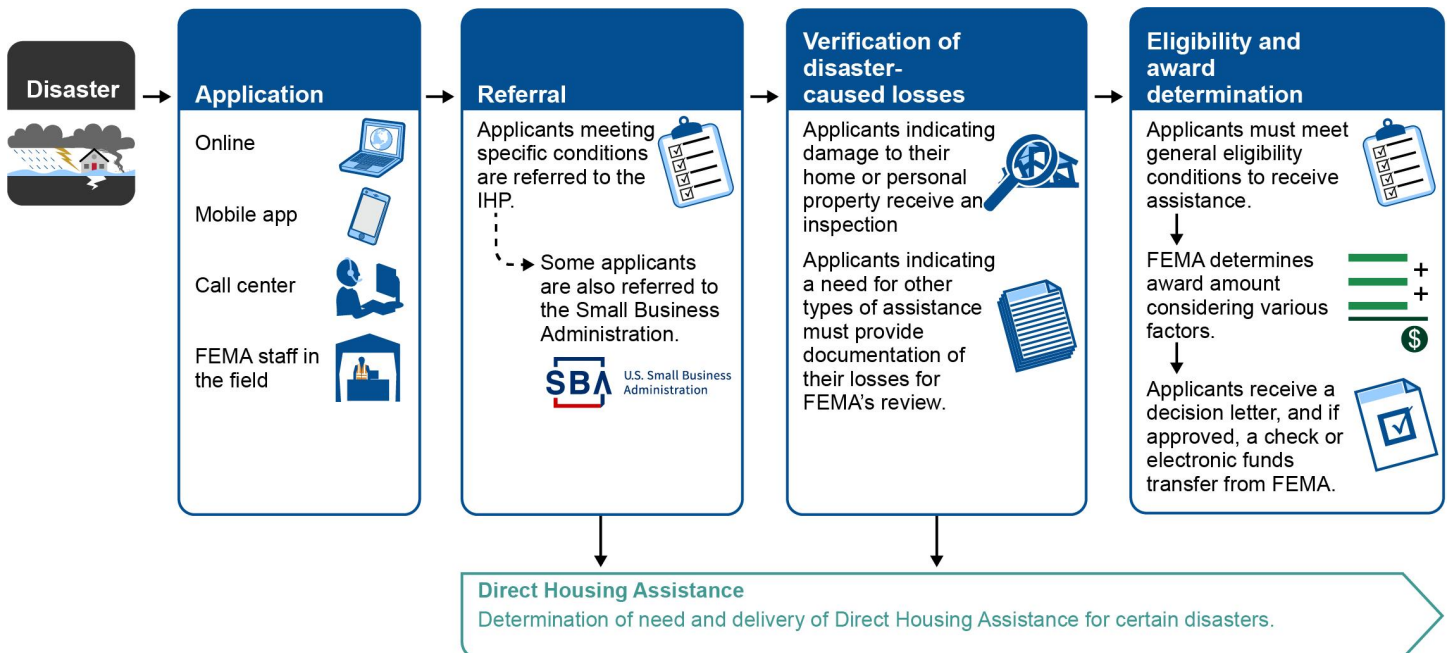 Disaster
Application
Online
Mobile app
Call center
FEMA staff in
the field
Referral
Applicants meeting
specific conditions
are referred to the
IHP.
Some applicants
are also referred to
the Small Business
Administration.
SBA
U.S. Small Business
Administration
Verification of
disaster-
caused losses
Applicants indicating
damage to their
home or personal
property receive an
inspection
Applicants indicating
a need for other
types of assistance
must provide
documentation of
their losses for
FEMA’s review.
Eligibility and
award
determination
Applicants must meet
general eligibility
conditions to receive
assistance.
FEMA determines
award amount
considering various
factors.
+
+
$
Applicants receive a
decision letter, and if
approved, a check or
electronic funds
transfer from FEMA.
Direct Housing Assistance
Determination of need and delivery of Direct Housing Assistance for certain disasters.